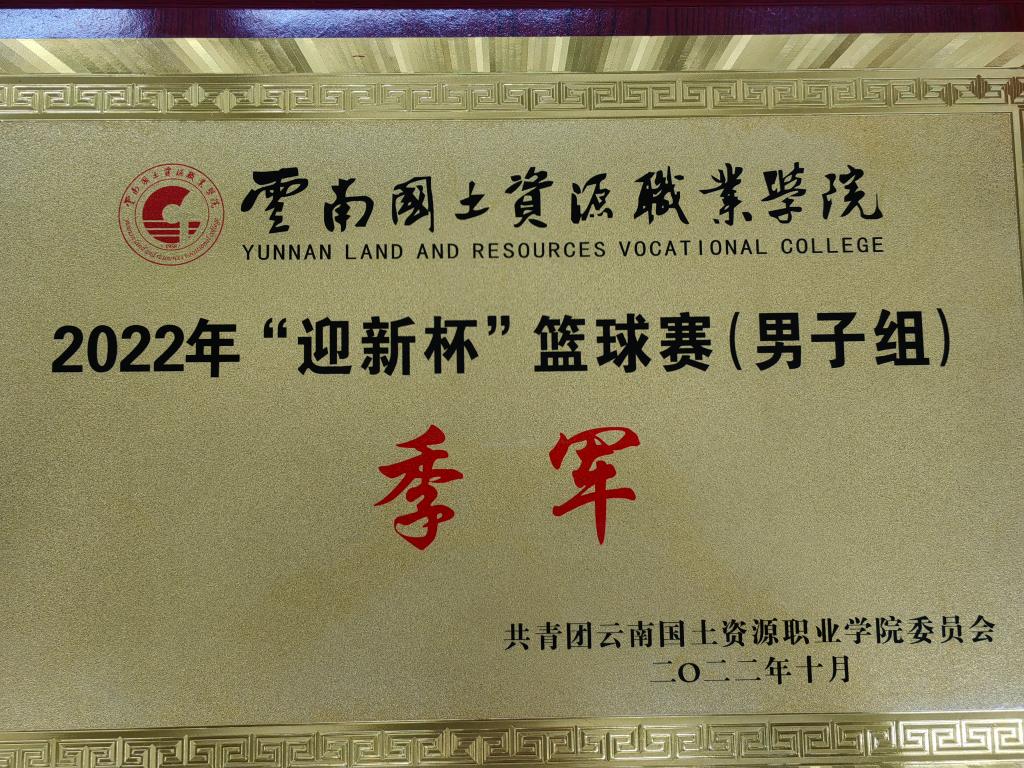 雲南國土資源職業學院
YUNNAN LAND AND RESOURCES VOCATIONAL COLLEGE
2022年“迎新杯”篮球赛(男子组)
季军
共青团云南国土资源职业学院委员会
二〇二二年十月